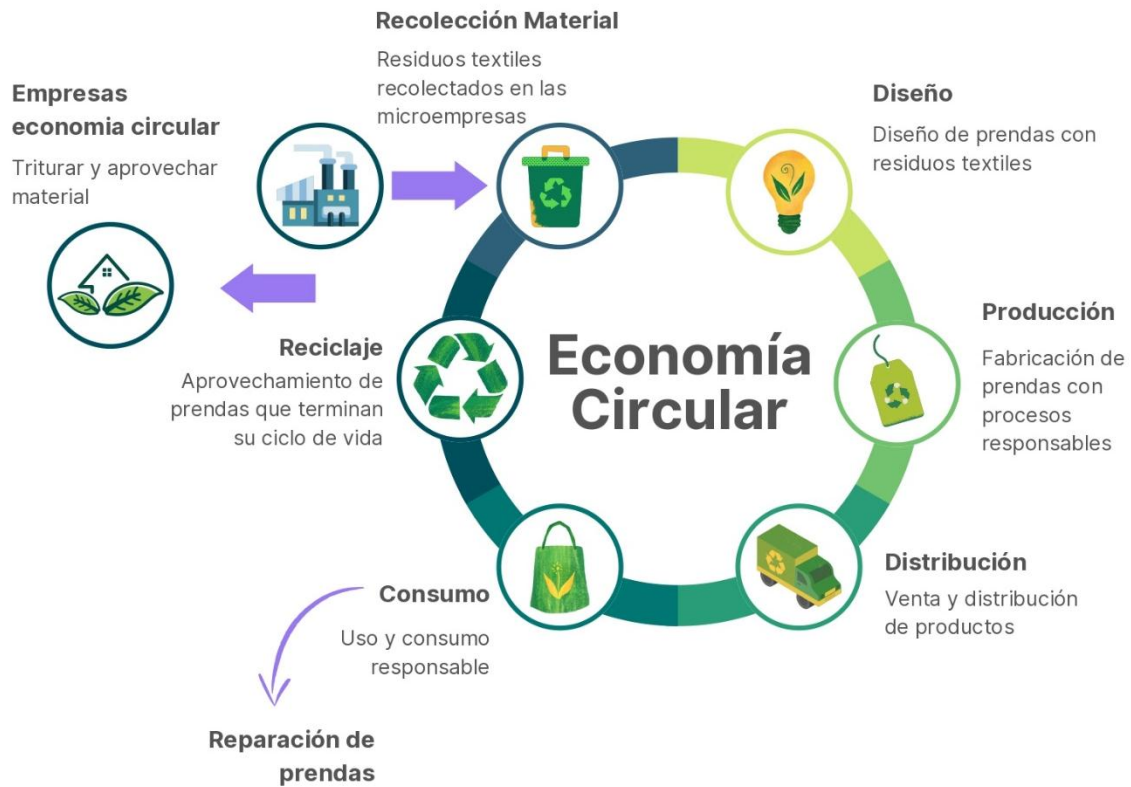 Recolección Material
Residuos textiles
recolectados en las
microempresas
Empresas
economia circular
Triturar y aprovechar
material
Diseño
Diseño de prendas con
residuos textiles
Economía
Circular
Producción
Fabricación de
prendas con
procesos
responsables
Distribución
Venta y distribución
de productos
Consumo
Uso y consumo
responsable
Reparación de
prendas
Reciclaje
Aprovechamiento de
prendas que terminan
su ciclo de vida